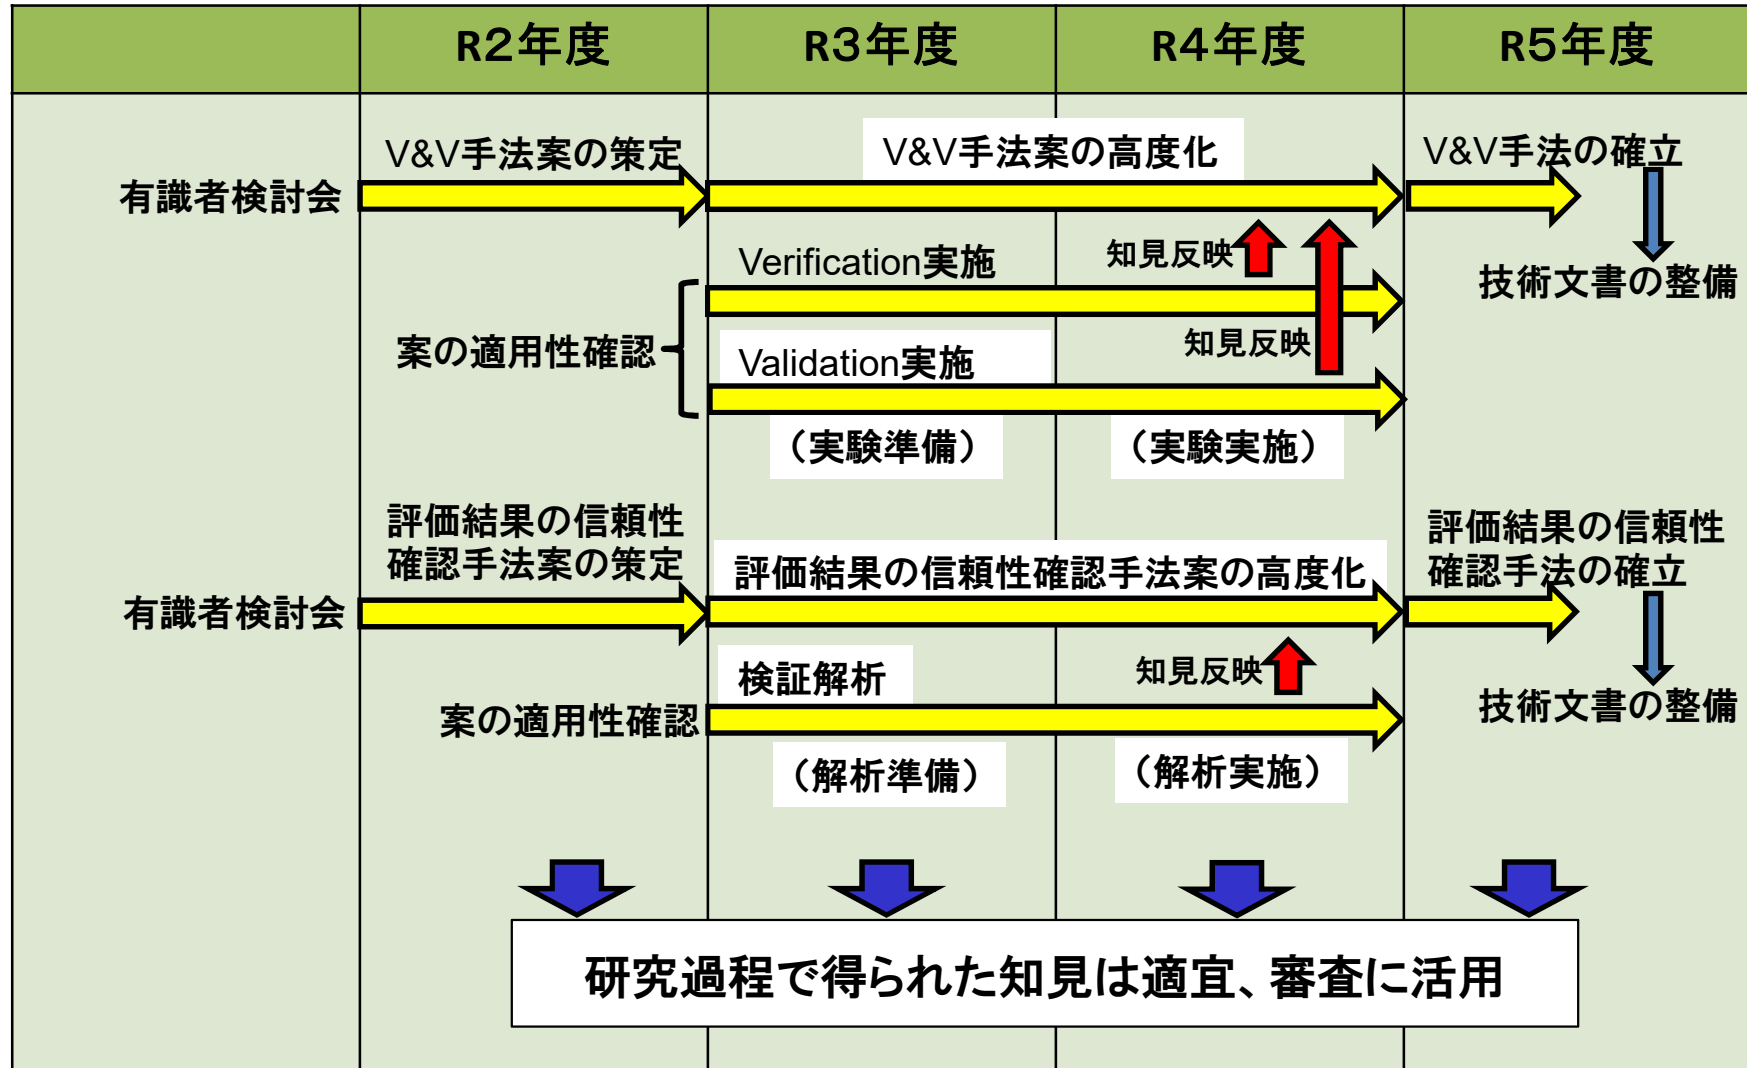 R2年度
R3年度
R4年度
R5年度
V&V手法案の策定
V&V手法案の高度化
V&V手法の確立
有識者検討会
Verification実施
知見反映
技術文書の整備
案の適用性確認
Validation実施
知見反映
（実験準備）
（実験実施）
評価結果の信頼性
確認手法案の策定
評価結果の信頼性確認手法案の高度化
評価結果の信頼性
確認手法の確立
有識者検討会
検証解析
知見反映
案の適用性確認
技術文書の整備
（解析準備）
（解析実施）
研究過程で得られた知見は適宜、審査に活用